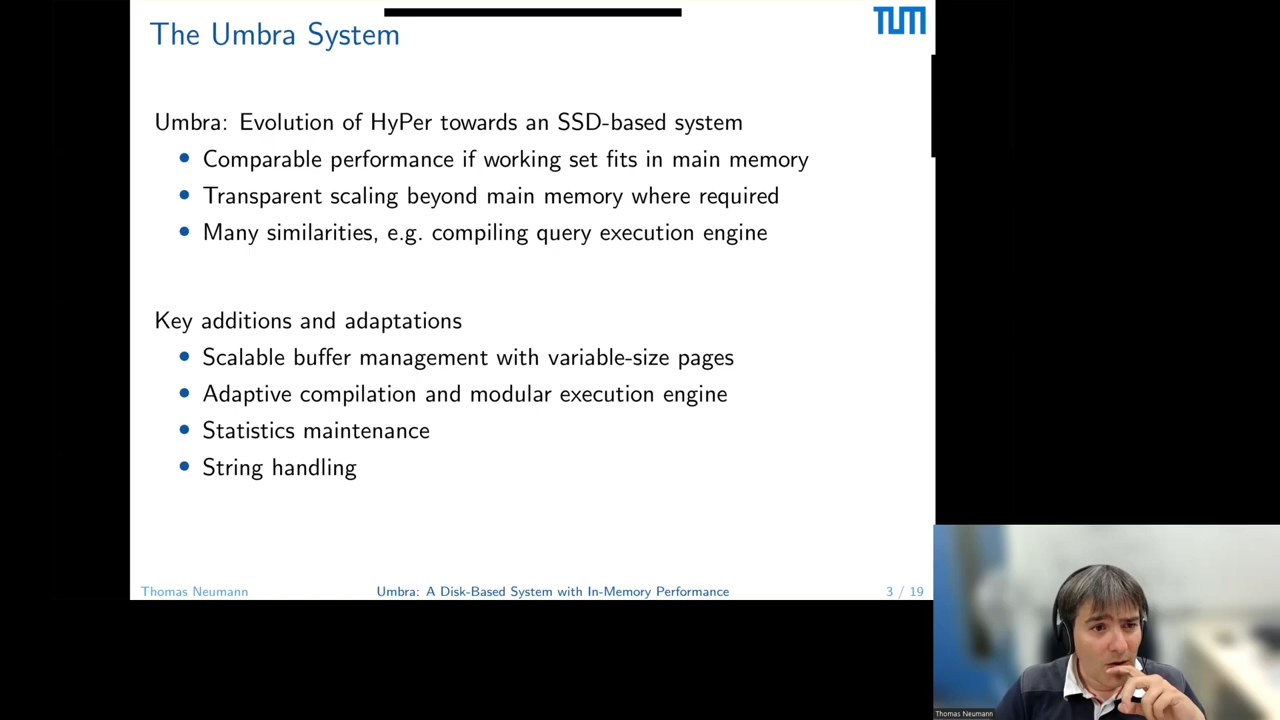 The Umbra System
TUM
Umbra: Evolution of HyPer towards an SSD-based system
• Comparable performance if working set fits in main memory
• Transparent scaling beyond main memory where required
• Many similarities, e.g. compiling query execution engine
Key additions and adaptations
• Scalable buffer management with variable-size pages
• Adaptive compilation and modular execution engine
• Statistics maintenance
• String handling
Thomas Neumann Umbra: A Disk-Based System with In-Memory Performance 3 / 19
Thomas Neumann